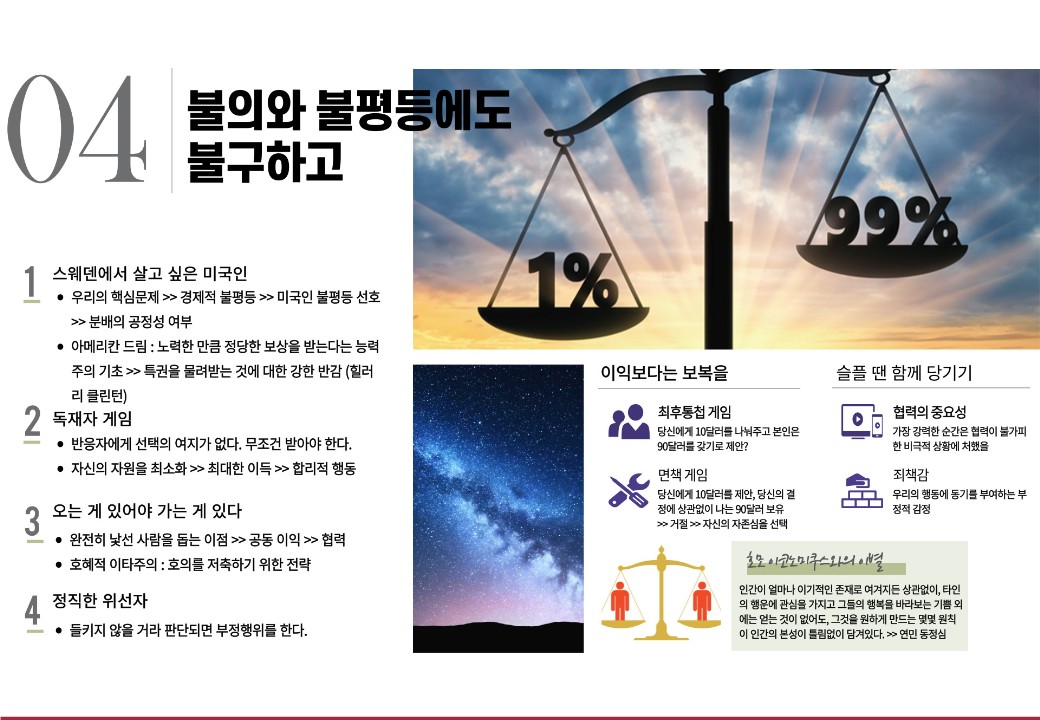 04
불의와 불평등에도
불구하고
1%
99%
1
스웨덴에서 살고 싶은 미국인
• 우리의 핵심문제 >> 경제적 불평등 >> 미국인 불평등 선호
>> 분배의 공정성 여부
• 아메리칸 드림 : 노력한 만큼 정당한 보상을 받는다는 능력
주의 기초 >> 특권을 물려받는 것에 대한 강한 반감 (힐러
리 클린턴)
2
독재자 게임
• 반응자에게 선택의 여지가 없다. 무조건 받아야 한다.
• 자신의 자원을 최소화 >> 최대한 이득 >> 합리적 행동
3
오는 게 있어야 가는 게 있다
• 완전히 낯선 사람을 돕는 이점 >> 공동 이익 >> 협력
• 호혜적 이타주의 : 호의를 저축하기 위한 전략
4
정직한 위선자
• 들키지 않을 거라 판단되면 부정행위를 한다.
이익보다는 보복을
최후통첩 게임
당신에게 10달러를 나눠주고 본인은
90달러를 갖기로 제안?
면책 게임
당신에게 10달러를 제안, 당신의 결
정에 상관없이 나는 90달러 보유
>> 거절 >> 자신의 자존심을 선택
슬플 땐 함께 당기기
협력의 중요성
가장 강력한 순간은 협력이 불가피
한 비극적 상황에 처했을
죄책감
우리의 행동에 동기를 부여하는 부
정적 감정
호모 이코노미쿠스와의 이별
인간이 얼마나 이기적인 존재로 여겨지든 상관없이, 타인
의 행운에 관심을 가지고 그들의 행복을 바라보는 기쁨 외
에는 얻는 것이 없어도, 그것을 원하게 만드는 몇몇 원칙
이 인간의 본성이 틀림없이 담겨있다. >> 연민 동정심